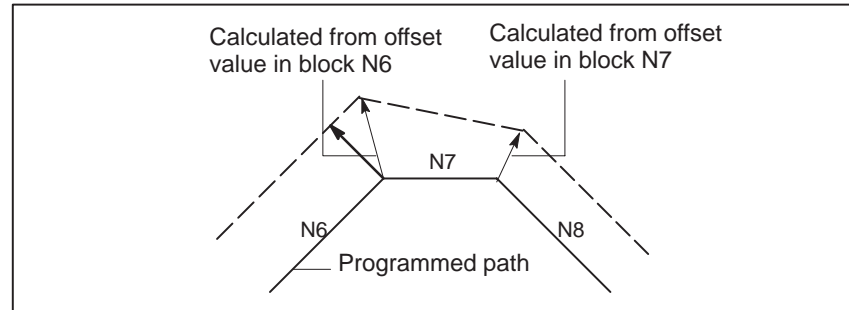 Calculated from offset
value in block N6
Calculated from offset
value in block N7
N7
N6
N8
Programmed path